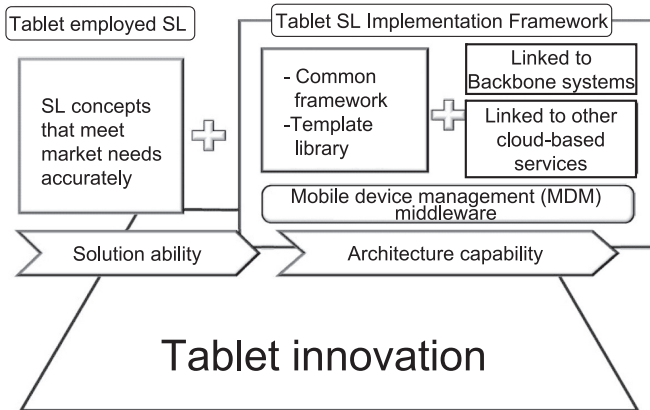 Tablet employed SL
Tablet SL Implementation Framework
SL concepts
that meet
market needs
accurately
- Common
framework
-Template
library
Linked to
Backbone systems
Linked to other
cloud-based
services
Mobile device management (MDM)
middleware
Solution ability
Architecture capability
Tablet innovation